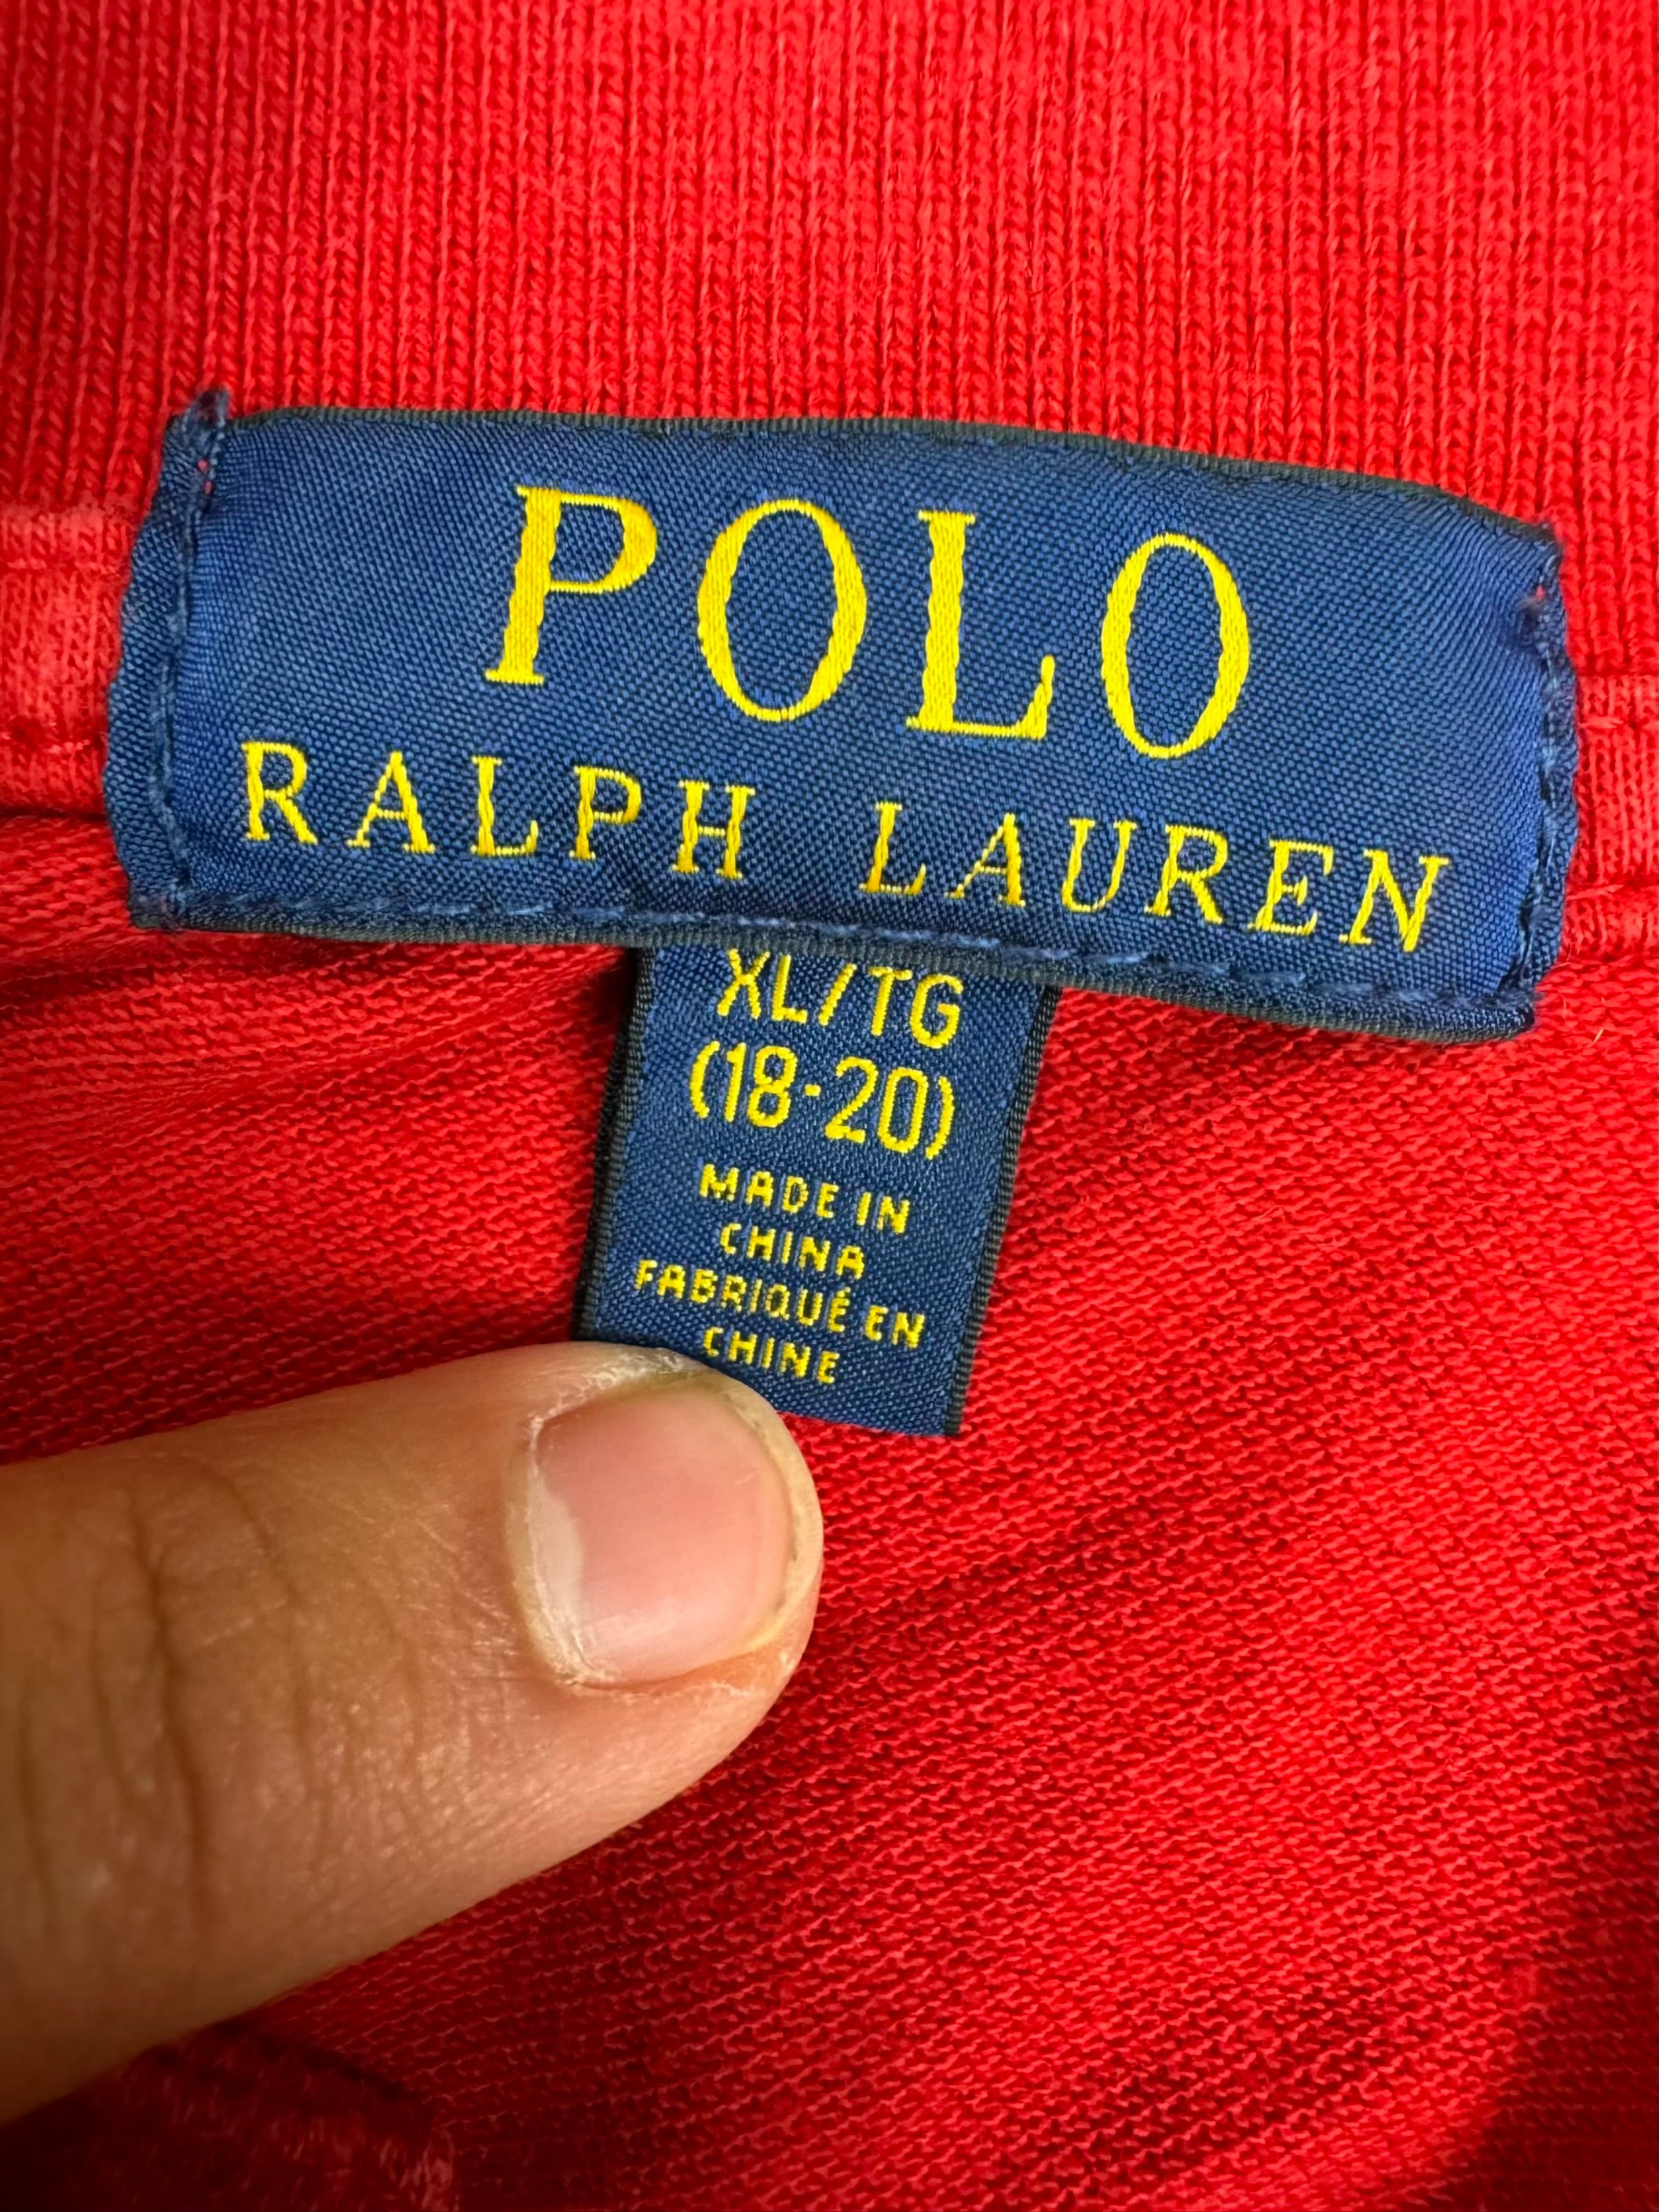 POLO
RALPH LAUREN
XL/TG
(18-20)
MADE IN
CHINA
FABRIQUÉ EN
CHINE